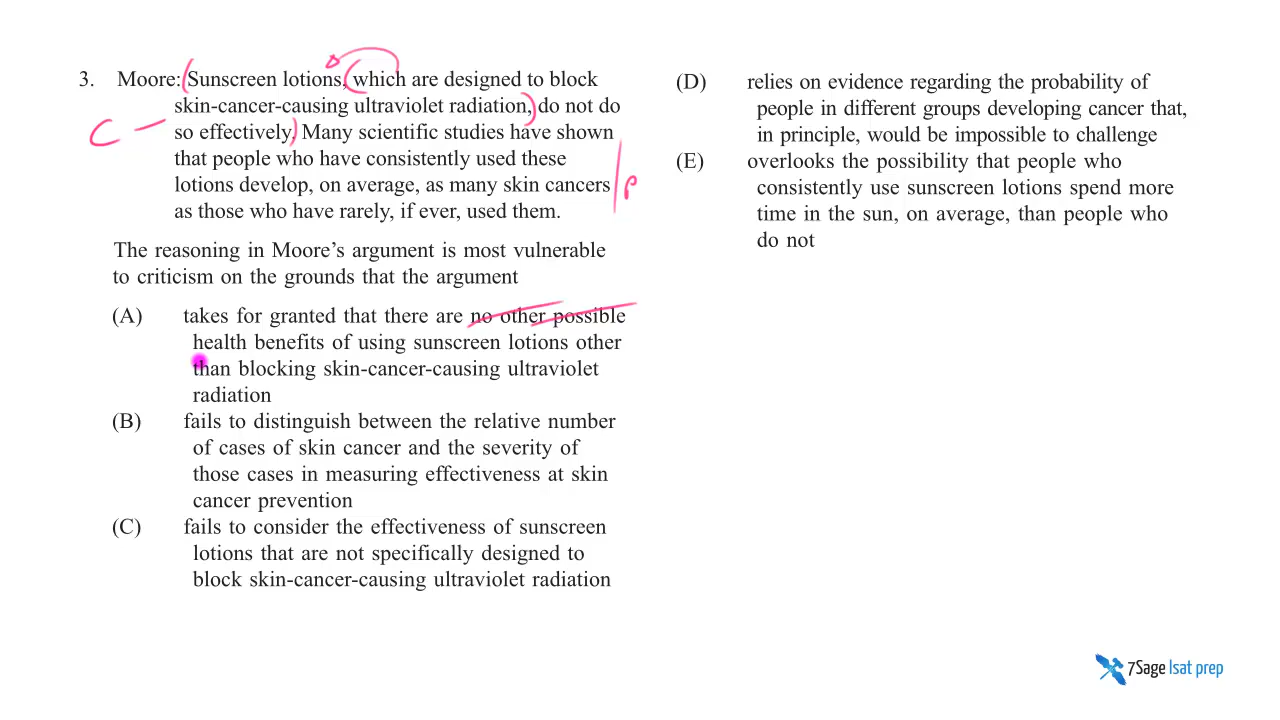 3. Moore: Sunscreen lotions, which are designed to block
skin-cancer-causing ultraviolet radiation, do not do
C
so effectively. Many scientific studies have shown
that people who have consistently used these
lotions develop, on average, as many skin cancers
P
as those who have rarely, if ever, used them.
The reasoning in Moore's argument is most vulnerable
to criticism on the grounds that the argument
(A) takes for granted that there are no other possible
health benefits of using sunscreen lotions other
than blocking skin-cancer-causing ultraviolet
radiation
(B) fails to distinguish between the relative number
of cases of skin cancer and the severity of
those cases in measuring effectiveness at skin
cancer prevention
(C) fails to consider the effectiveness of sunscreen
lotions that are not specifically designed to
block skin-cancer-causing ultraviolet radiation
(D) relies on evidence regarding the probability of
people in different groups developing cancer that,
in principle, would be impossible to challenge
(E) overlooks the possibility that people who
consistently use sunscreen lotions spend more
time in the sun, on average, than people who
do not
7Sage lsat prep